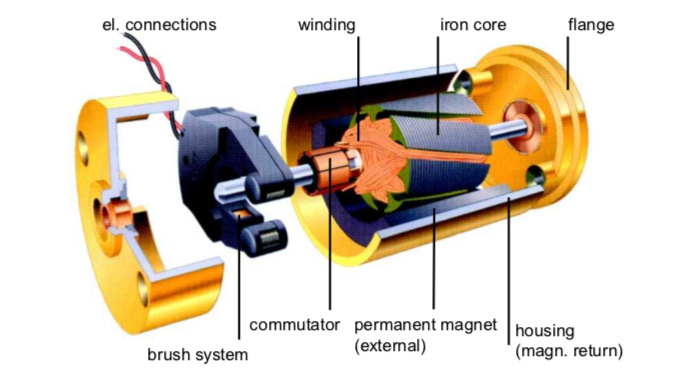 el. connections
winding
iron core
flange
commutator
permanent magnet
(external)
housing
(magn. return)
brush system